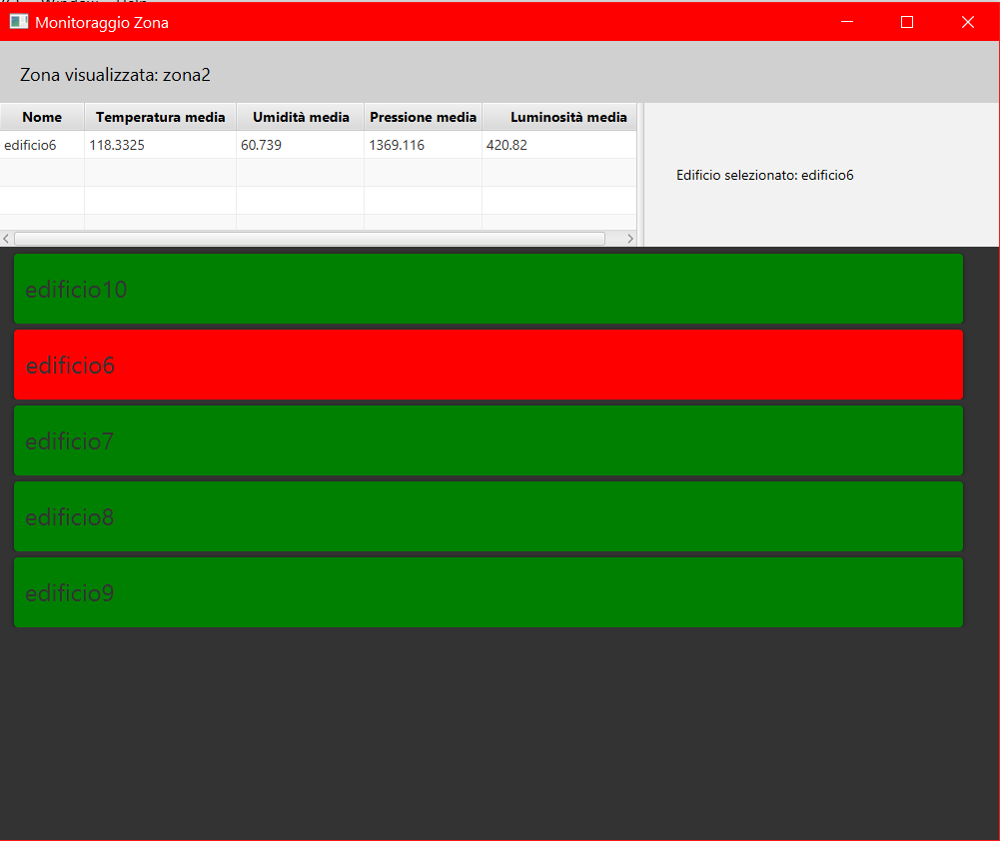 Monitoraggio Zona
Zona visualizzata: zona2
Nome Temperatura media Umidità media Pressione media Luminosità media
edificio6 118.3325 60.739 1369.116 420.82
Edificio selezionato: edificio6
edificio10
edificio6
edificio7
edificio8
edificio9